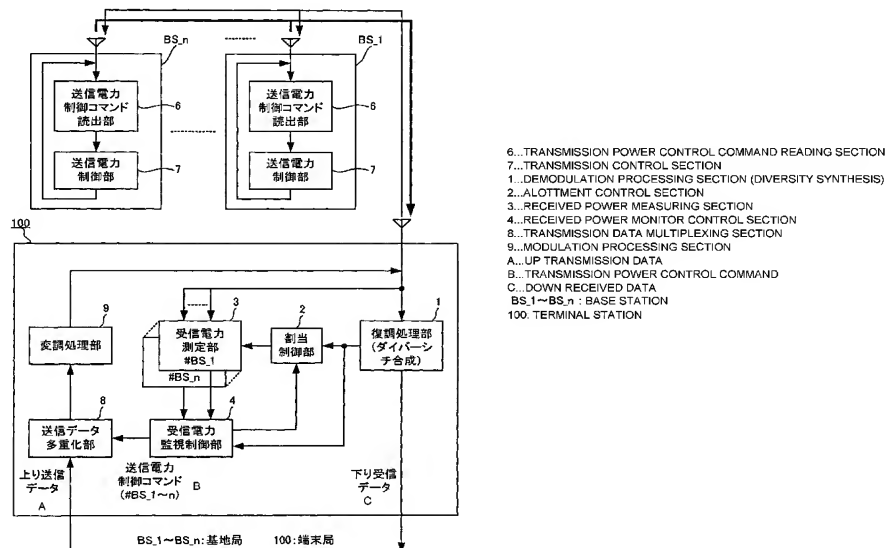 BS_n
BS_1
送信電力
制御コマンド
読出部
6
送信電力
制御部
7
送信電力
制御コマンド
読出部
6
送信電力
制御部
7
100
9
変調処理部
3
受信電力
測定部
#BS_1
#BS_n
2
割当
制御部
1
復調処理部
(ダイバーシ
チ合成)
8
送信データ
多重化部
4
受信電力
監視制御部
上り送信
データ
A
送信電力
制御コマンド
(#BS_1~n)
B
下り受信
データ
C
BS_1~BS_n:基地局 100:端末局
6...TRANSMISSION POWER CONTROL COMMAND READING SECTION
7...TRANSMISSION CONTROL SECTION
1...DEMODULATION PROCESSING SECTION (DIVERSITY SYNTHESIS)
2...ALOTTMENT CONTROL SECTION
3...RECEIVED POWER MEASURING SECTION
4...RECEIVED POWER MONITOR CONTROL SECTION
8...TRANSMISSION DATA MULTIPLEXING SECTION
9...MODULATION PROCESSING SECTION
A...UP TRANSMISSION DATA
B...TRANSMISSION POWER CONTROL COMMAND
C...DOWN RECEIVED DATA
BS_1~BS_n : BASE STATION
100. TERMINAL STATION